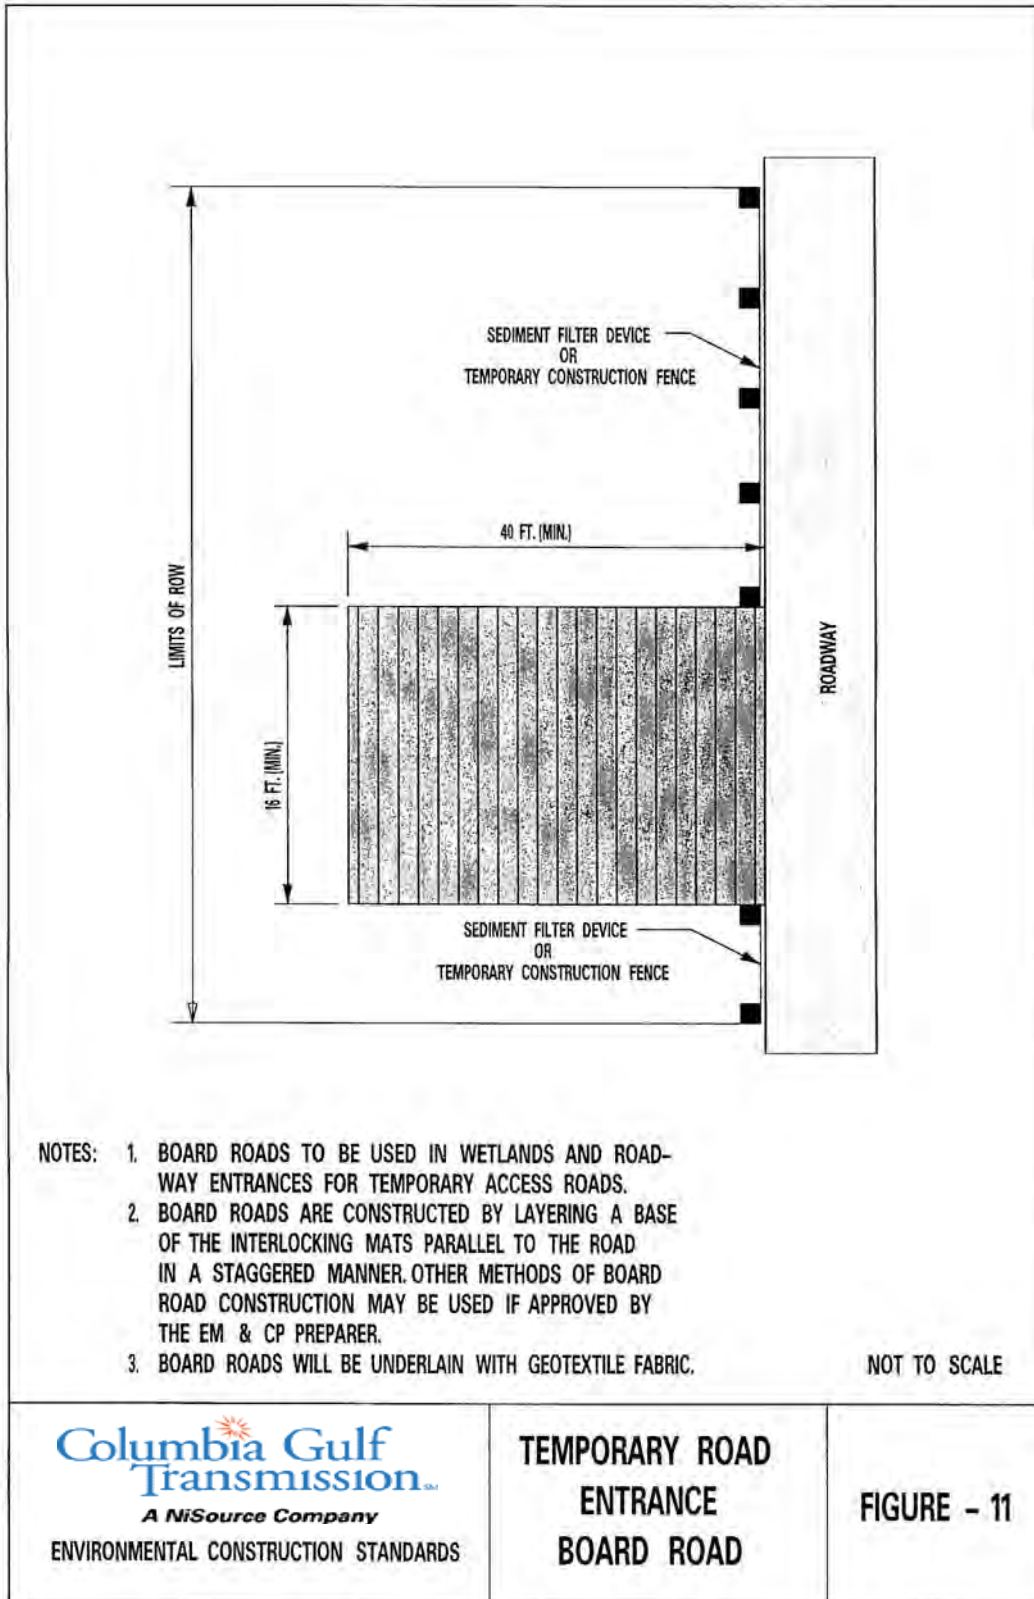 SEDIMENT FILTER DEVICE
OR
TEMPORARY CONSTRUCTION FENCE
40 FT. (MIN.)
LIMITS OF ROW
16 FT. (MIN.)
ROADWAY
SEDIMENT FILTER DEVICE
OR
TEMPORARY CONSTRUCTION FENCE
NOTES: 1. BOARD ROADS TO BE USED IN WETLANDS AND ROAD-
WAY ENTRANCES FOR TEMPORARY ACCESS ROADS.
2. BOARD ROADS ARE CONSTRUCTED BY LAYERING A BASE
OF THE INTERLOCKING MATS PARALLEL TO THE ROAD
IN A STAGGERED MANNER. OTHER METHODS OF BOARD
ROAD CONSTRUCTION MAY BE USED IF APPROVED BY
THE EM & CP PREPARER.
3. BOARD ROADS WILL BE UNDERLAIN WITH GEOTEXTILE FABRIC.
NOT TO SCALE
Columbia Gulf
Transmission SM
A NiSource Company
ENVIRONMENTAL CONSTRUCTION STANDARDS
TEMPORARY ROAD
ENTRANCE
BOARD ROAD
FIGURE - 11